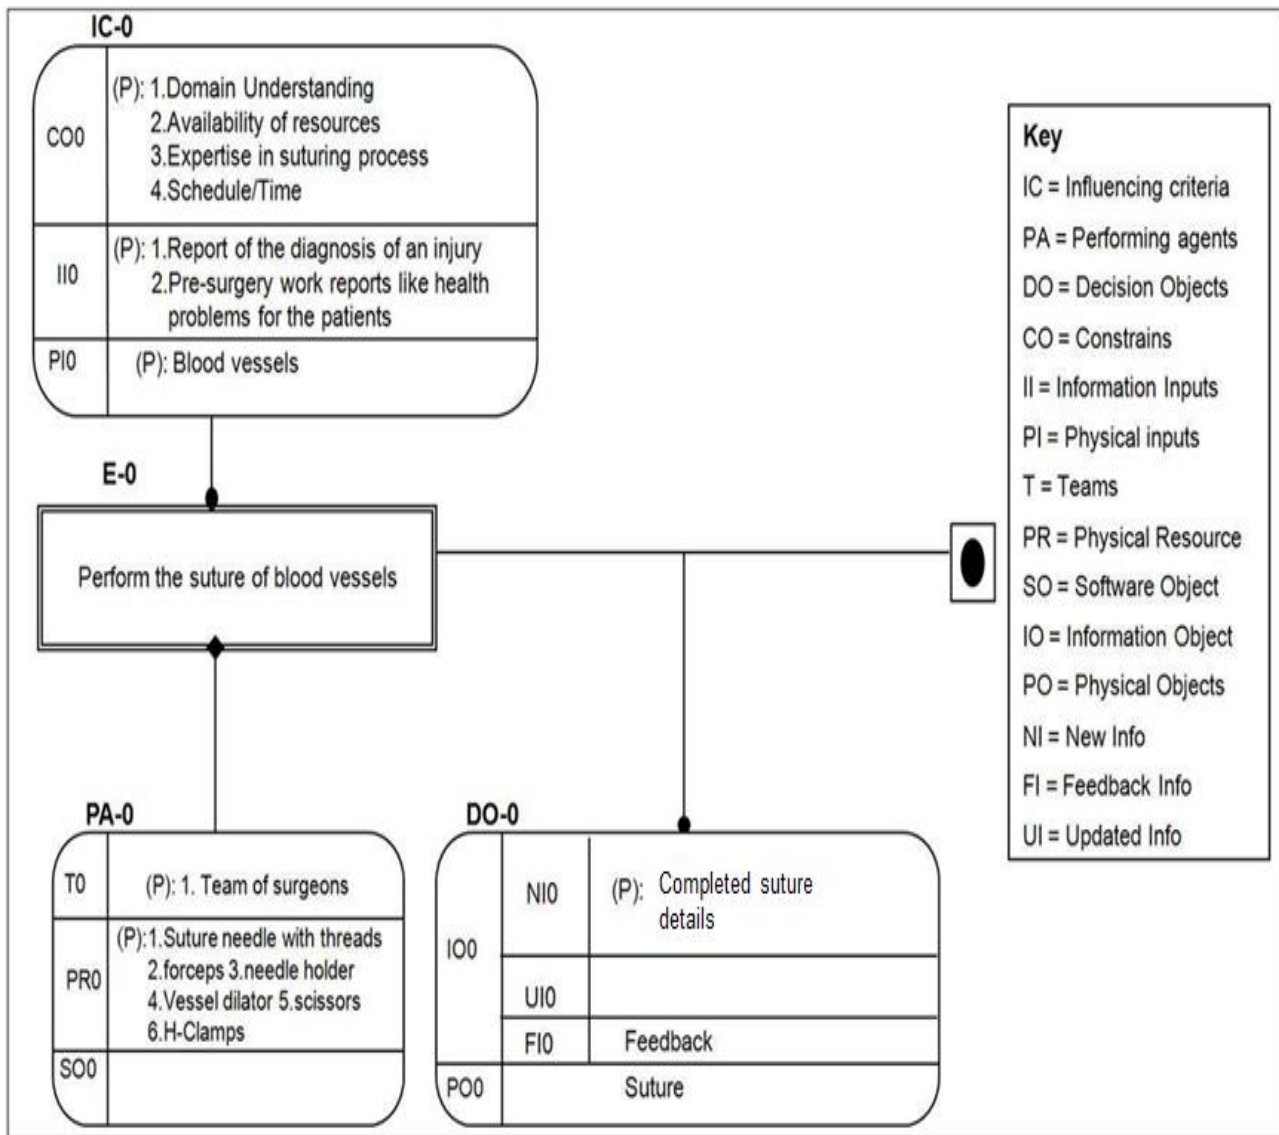 IC-0
CO0
(P): 1.Domain Understanding
2.Availability of resources
3.Expertise in suturing process
4.Schedule/Time
II0
(P): 1.Report of the diagnosis of an injury
2.Pre-surgery work reports like health
problems for the patients
PI0
(P): Blood vessels
E-0
Perform the suture of blood vessels
PA-0
T0
(P): 1. Team of surgeons
PR0
(P):1.Suture needle with threads
2.forceps 3.needle holder
4.Vessel dilator 5.scissors
6.H-Clamps
SO0
DO-0
IO0
NI0
(P): Completed suture
details
UI0
FI0
Feedback
PO0
Suture
Key
IC = Influencing criteria
PA = Performing agents
DO = Decision Objects
CO = Constrains
II = Information Inputs
PI = Physical inputs
T = Teams
PR = Physical Resource
SO = Software Object
IO = Information Object
PO = Physical Objects
NI = New Info
FI = Feedback Info
UI = Updated Info